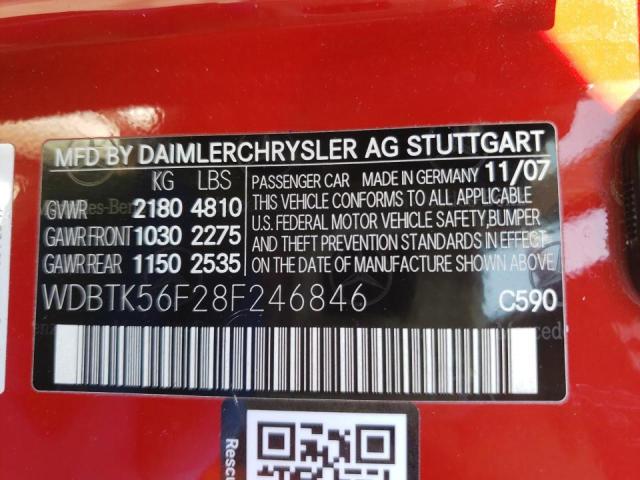 MFD BY DAIMLERCHRYSLER AG STUTTGART
KG LBS
GVWR 2180 4810
GAWR FRONT 1030 2275
GAWR REAR 1150 2535
PASSENGER CAR MADE IN GERMANY 11/07
THIS VEHICLE CONFORMS TO ALL APPLICABLE
U.S. FEDERAL MOTOR VEHICLE SAFETY, BUMPER
AND THEFT PREVENTION STANDARDS IN EFFECT
ON THE DATE OF MANUFACTURE SHOWN ABOVE.
WDBTK56F28F246846 C590